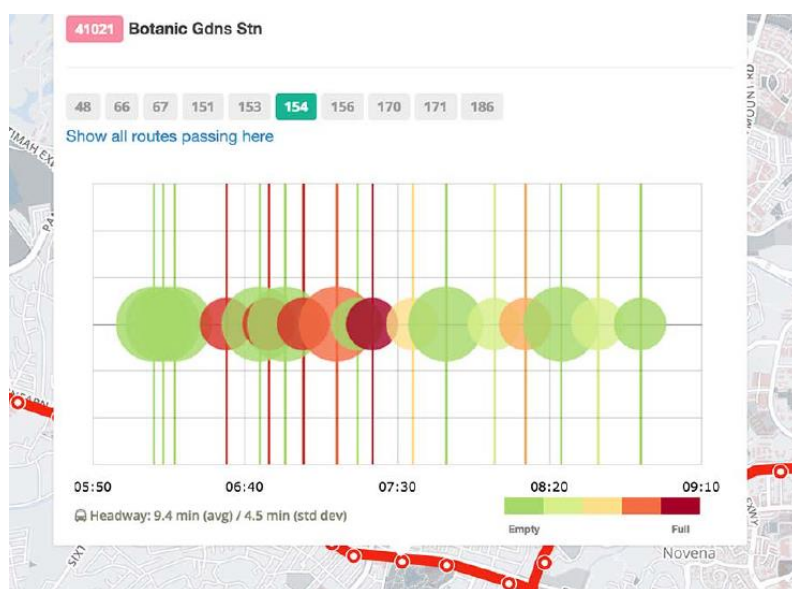 41021 Botanic Gdns Stn
48 66 67 151 153 154 156 170 171 186
Show all routes passing here
05:50 06:40 07:30 08:20 09:10
Headway: 9.4 min (avg) / 4.5 min (std dev)
Empty Full
Novena